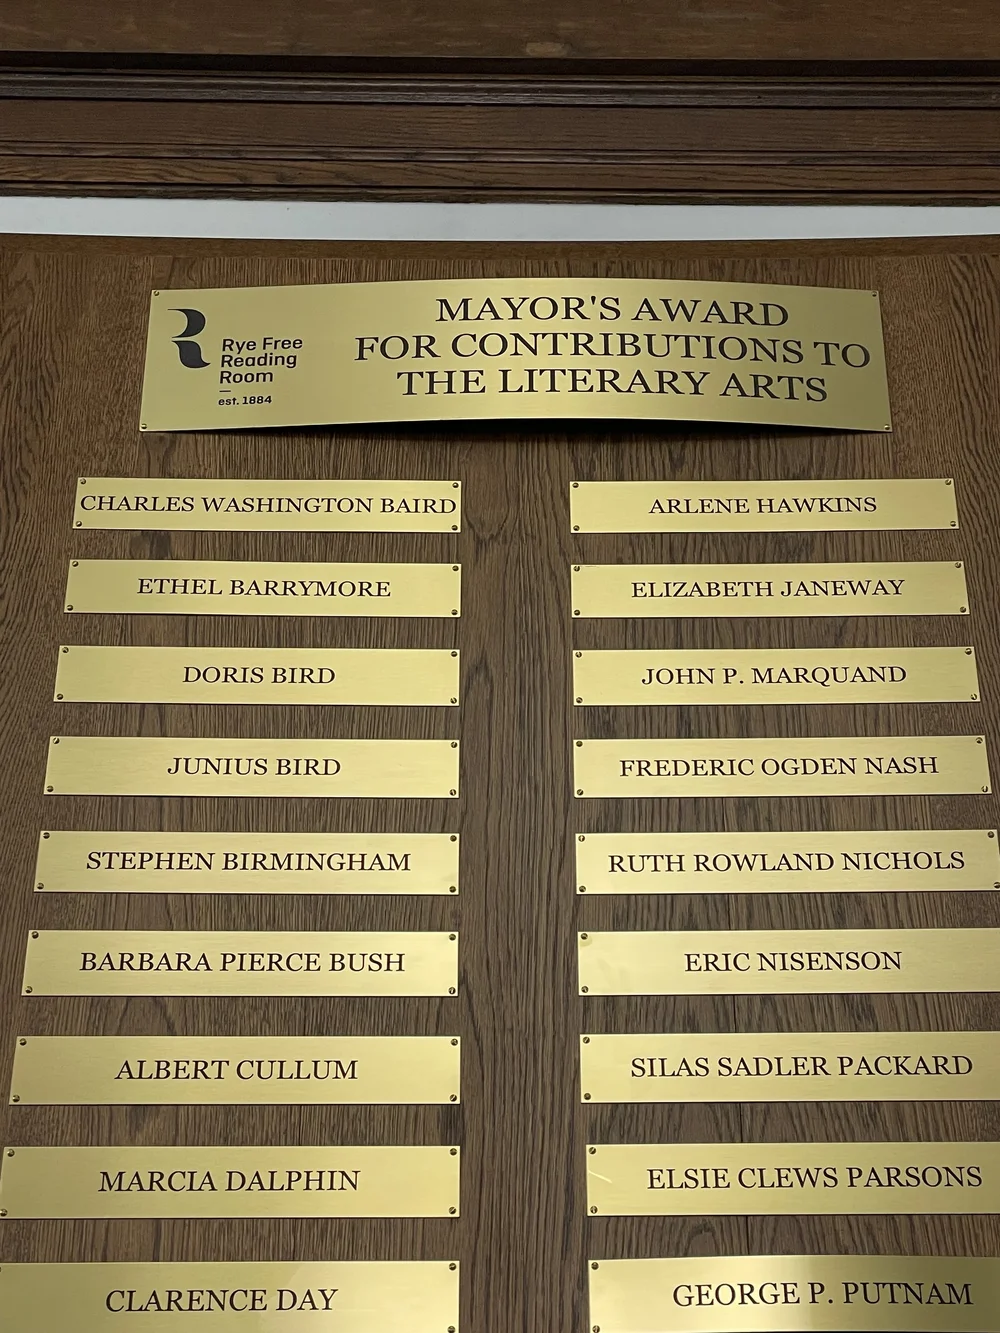 Rye Free
Reading
Room
est. 1884
MAYOR'S AWARD
FOR CONTRIBUTIONS TO
THE LITERARY ARTS
CHARLES WASHINGTON BAIRD
ETHEL BARRYMORE
DORIS BIRD
JUNIUS BIRD
STEPHEN BIRMINGHAM
BARBARA PIERCE BUSH
ALBERT CULLUM
MARCIA DALPHIN
CLARENCE DAY
ARLENE HAWKINS
ELIZABETH JANEWAY
JOHN P. MARQUAND
FREDERIC OGDEN NASH
RUTH ROWLAND NICHOLS
ERIC NISENSON
SILAS SADLER PACKARD
ELSIE CLEWS PARSONS
GEORGE P. PUTNAM